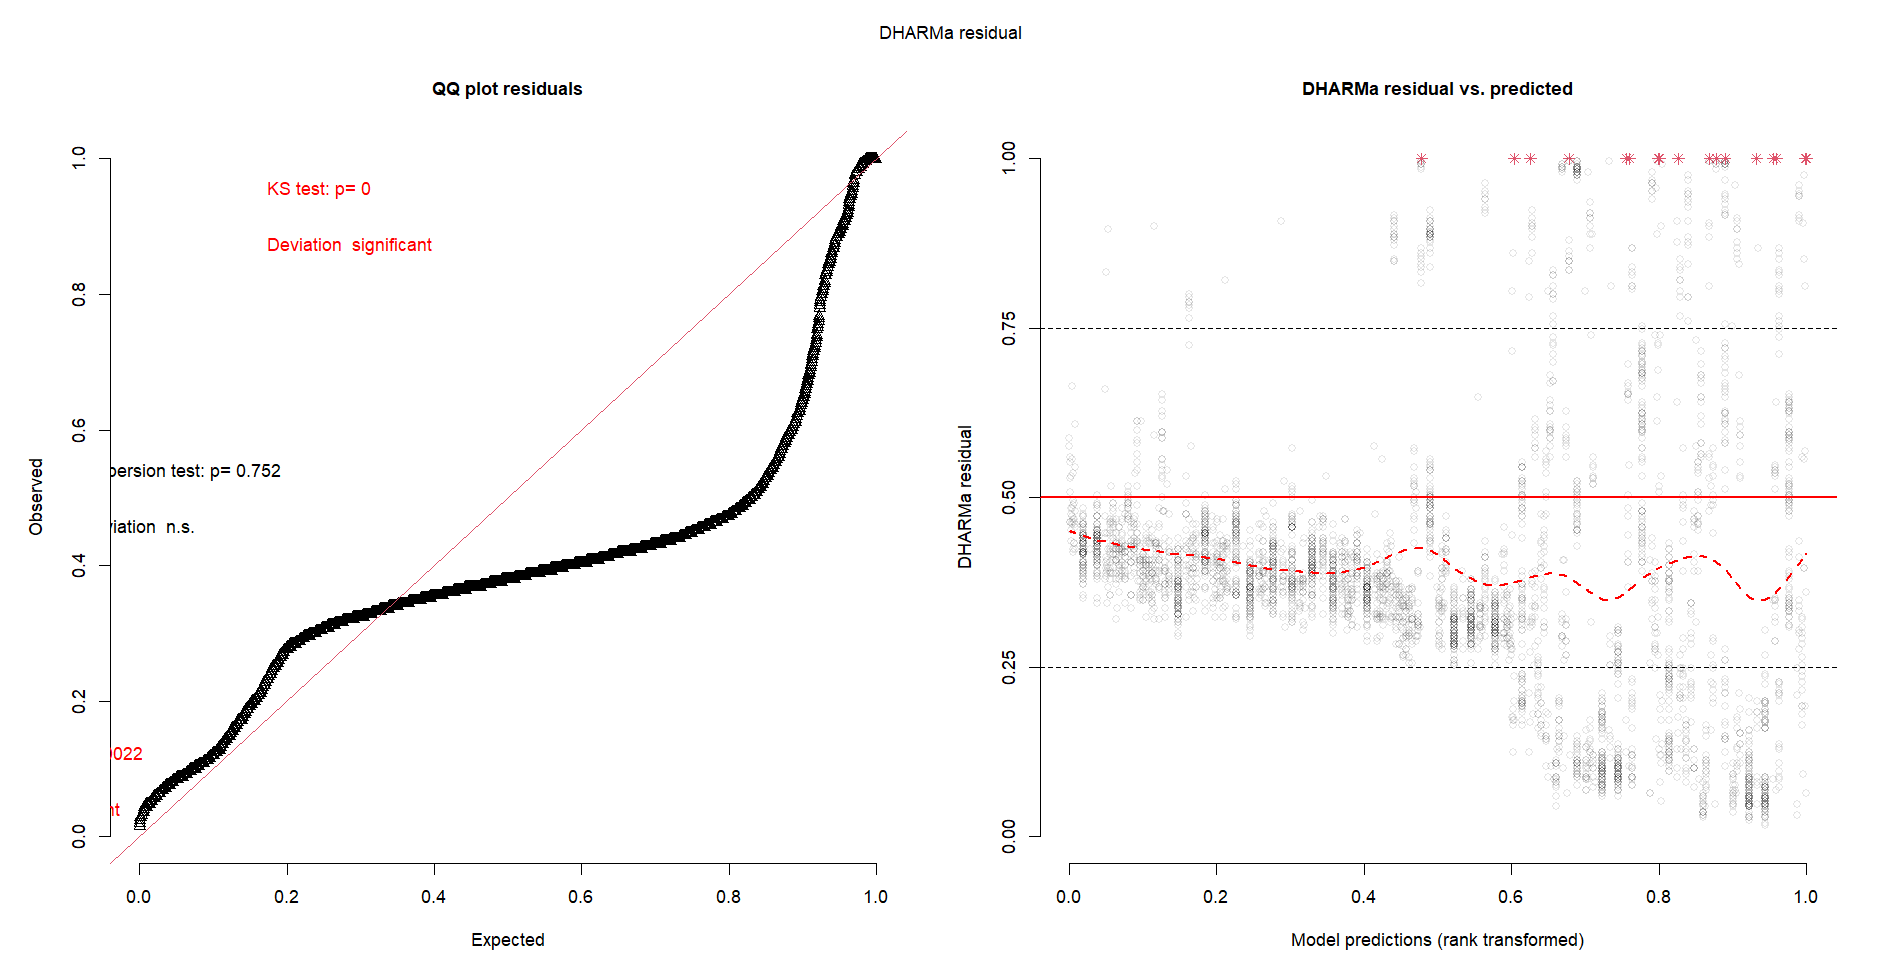 DHARMa residual
QQ plot residuals
KS test: p= 0
Deviation  significant
persion test: p= 0.752
viation  n.s.
0022
nt
Observed
0.0
0.2
0.4
0.6
0.8
1.0
0.0
0.2
0.4
0.6
0.8
1.0
Expected
DHARMa residual vs. predicted
DHARMa residual
0.00
0.25
0.50
0.75
1.00
0.0
0.2
0.4
0.6
0.8
1.0
Model predictions (rank transformed)